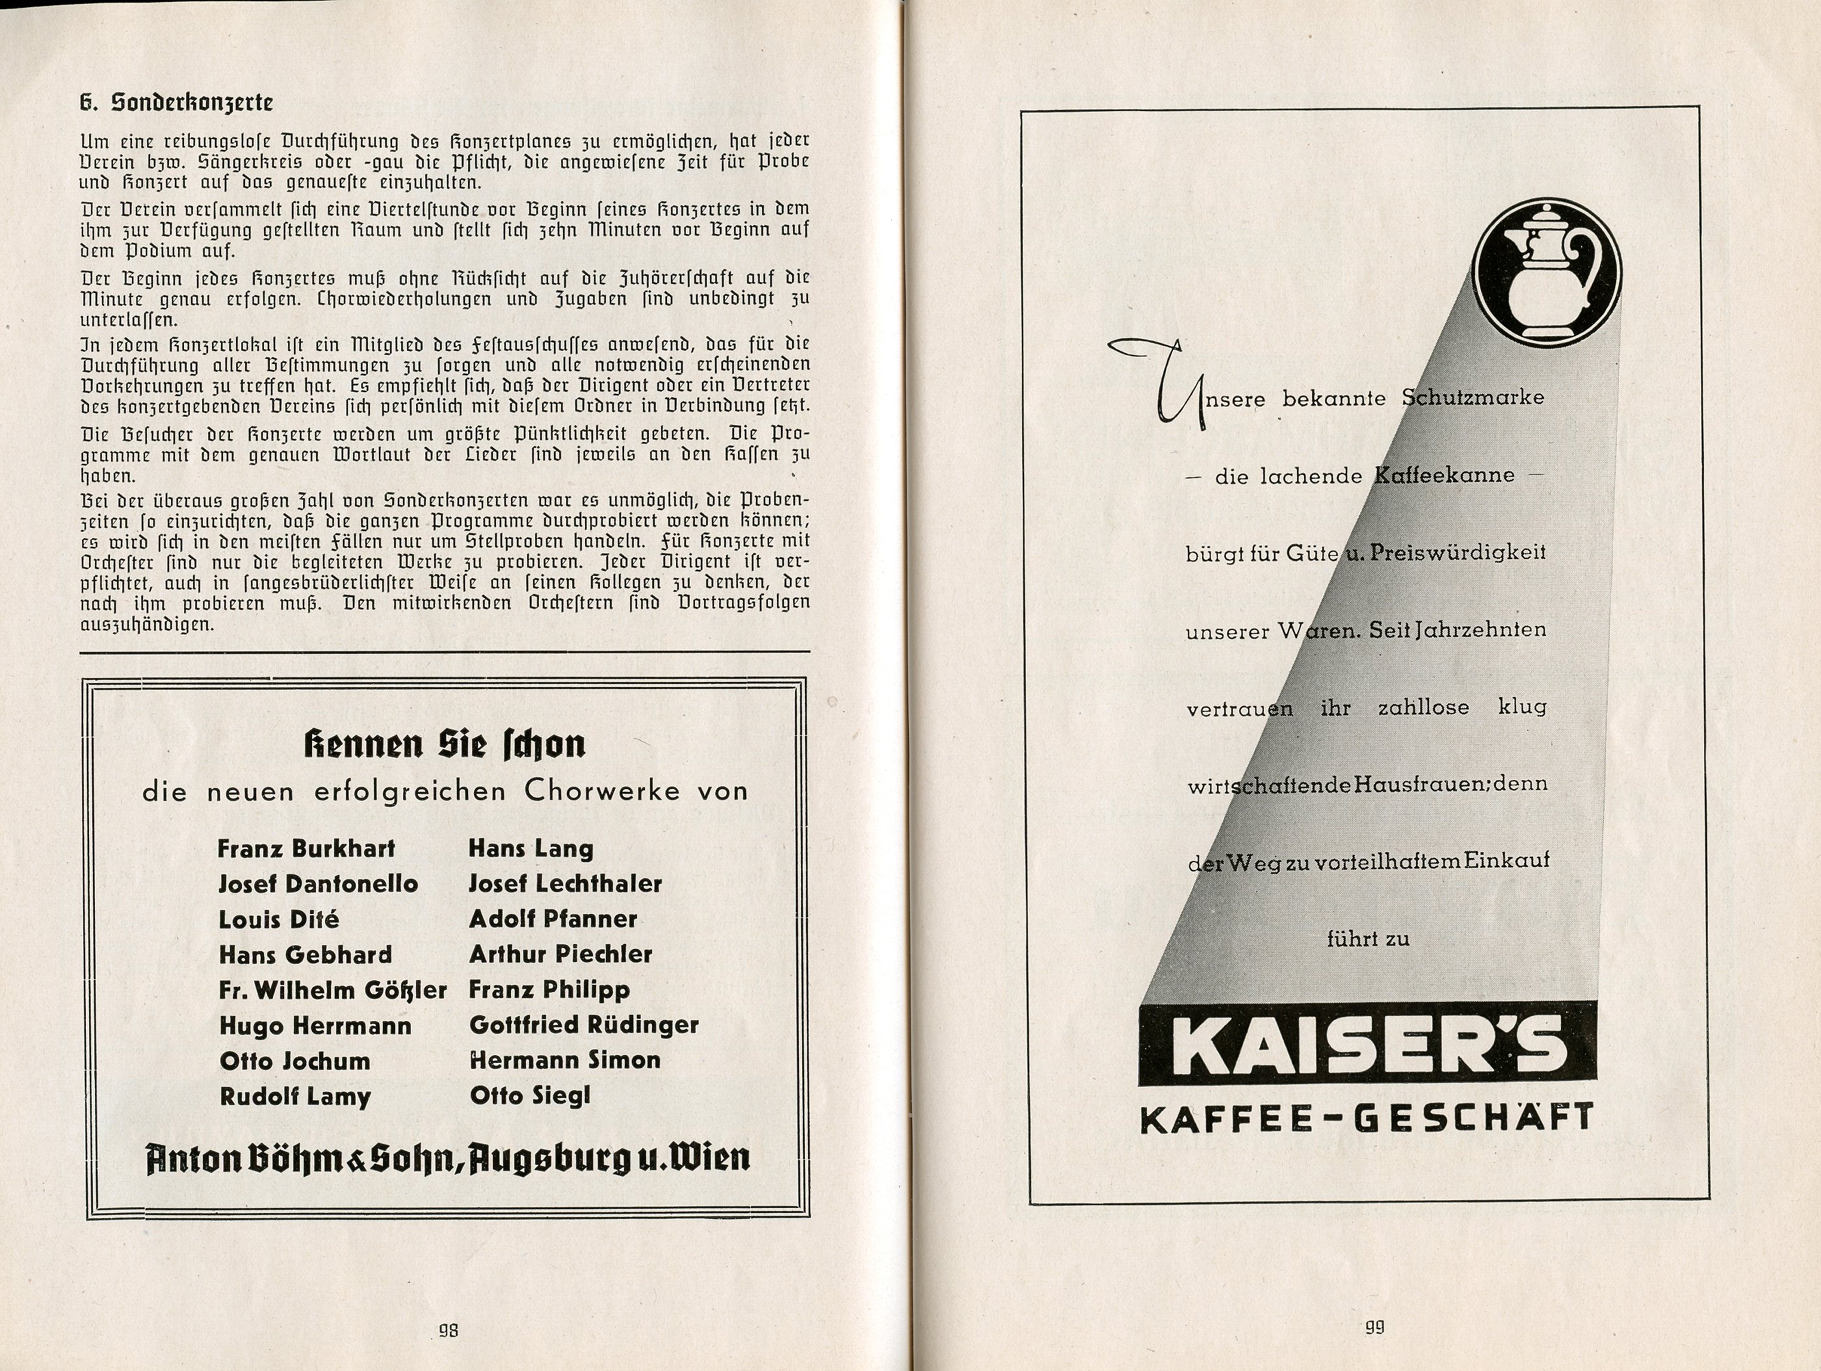 6. Sonderkonzerte
Um eine reibungslose Durchführung des Konzertplanes zu ermöglichen, hat jeder
Verein bzw. Sängerkreis oder -gau die Pflicht, die angewiesene Zeit für Probe
und Konzert auf das genaueste einzuhalten.
Der Verein versammelt sich eine Viertelstunde vor Beginn seines Konzertes in dem
ihm zur Verfügung gestellten Raum und stellt sich zehn Minuten vor Beginn auf
dem Podium auf.
Der Beginn jedes Konzertes muß ohne Rücksicht auf die Zuhörerschaft auf die
Minute genau erfolgen. Chorwiederholungen und Zugaben sind unbedingt zu
unterlassen.
In jedem Konzertlokal ist ein Mitglied des Festausschusses anwesend, das für die
Durchführung aller Bestimmungen zu sorgen und alle notwendig erscheinenden
Vorkehrungen zu treffen hat. Es empfiehlt sich, daß der Dirigent oder ein Vertreter
des konzertgebenden Vereins sich persönlich mit diesem Ordner in Verbindung setzt.
Die Besucher der Konzerte werden um größte Pünktlichkeit gebeten. Die Pro-
gramme mit dem genauen Wortlaut der Lieder sind jeweils an den Kassen zu
haben.
Bei der überaus großen Zahl von Sonderkonzerten war es unmöglich, die Proben-
zeiten so einzurichten, daß die ganzen Programme durchprobiert werden können;
es wird sich in den meisten Fällen nur um Stellproben handeln. Für Konzerte mit
Orchester sind nur die begleiteten Werke zu probieren. Jeder Dirigent ist ver-
pflichtet, auch in sangesbrüderlichster Weise an seinen Kollegen zu denken, der
nach ihm probieren muß. Den mitwirkenden Orchestern sind Vortragsfolgen
auszuhändigen.
Kennen Sie schon
die neuen erfolgreichen Chorwerke von
Franz Burkhart
Josef Dantonello
Louis Dité
Hans Gebhard
Fr. Wilhelm Gößler
Hugo Herrmann
Otto Jochum
Rudolf Lamy
Hans Lang
Josef Lechthaler
Adolf Pfanner
Arthur Piechler
Franz Philipp
Gottfried Rüdinger
Hermann Simon
Otto Siegl
Anton Böhm & Sohn, Augsburg u. Wien
98
Unsere bekannte Schutzmarke
— die lachende Kaffeekanne —
bürgt für Güte u. Preiswürdigkeit
unserer Waren. Seit Jahrzehnten
vertrauen ihr zahllose klug
wirtschaftende Hausfrauen; denn
der Weg zu vorteilhaftem Einkauf
führt zu
KAISER'S
KAFFEE-GESCHÄFT
99